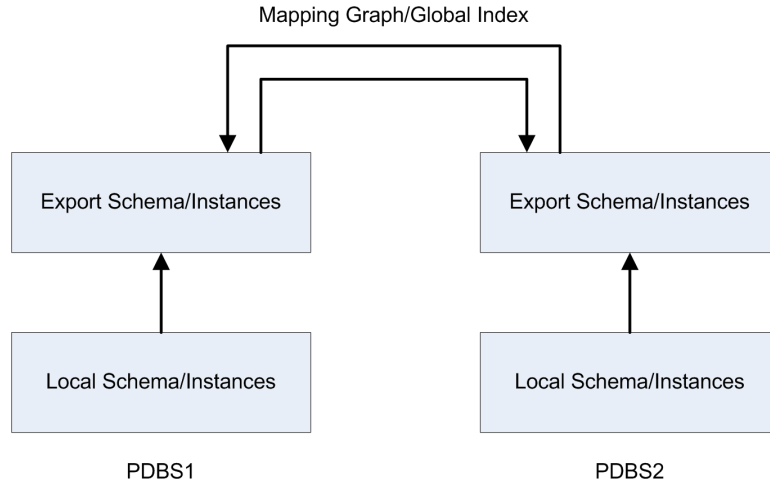 Mapping Graph/Global Index
Export Schema/Instances
Export Schema/Instances
Local Schema/Instances
Local Schema/Instances
PDBS1
PDBS2